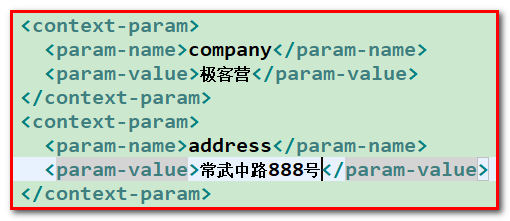 <context-param>
<param-name>company</param-name>
<param-value>极客营</param-value>
</context-param>
<context-param>
<param-name>address</param-name>
<param-value>常武中路888号</param-value>
</context-param>